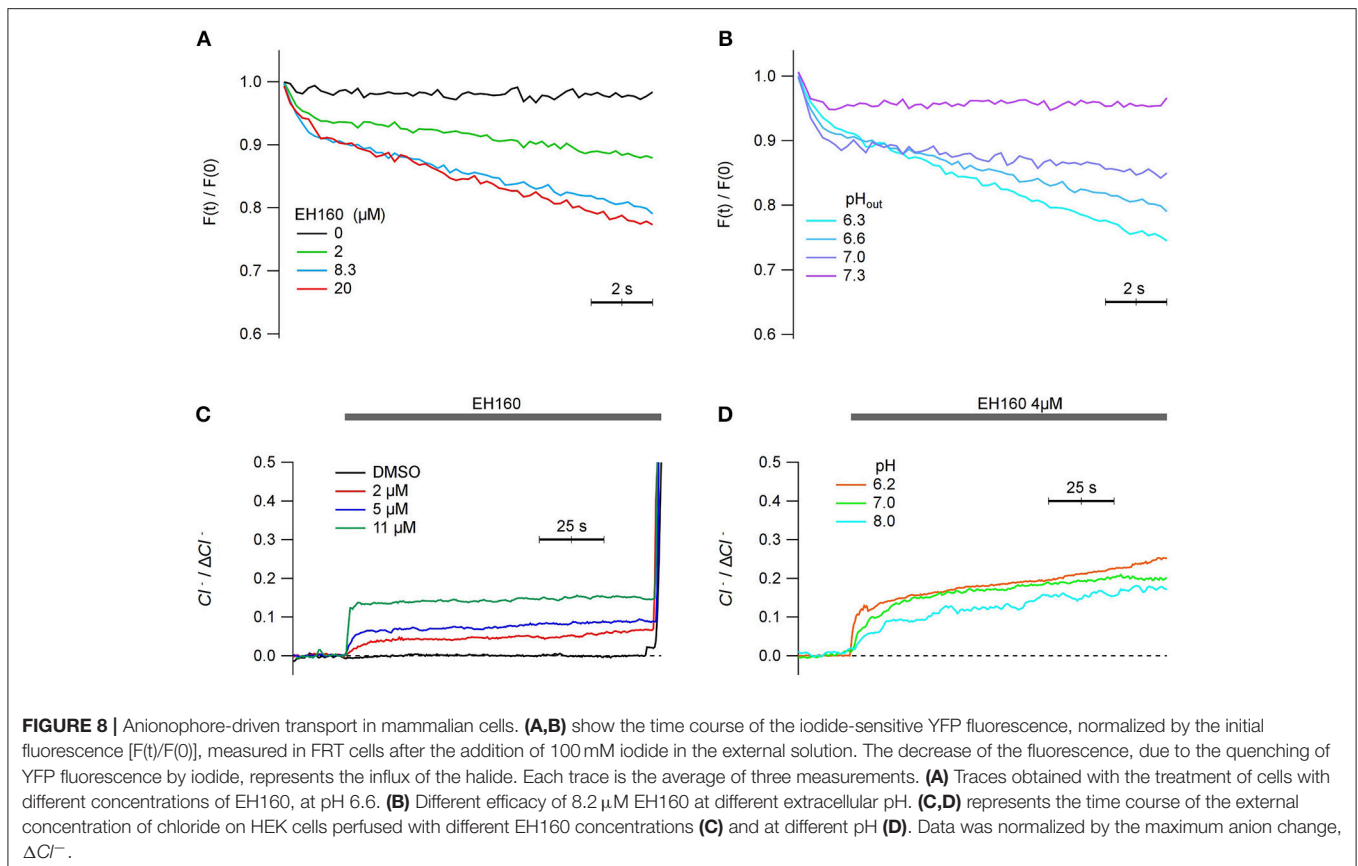 A
F(t) / F(0)
1.0
0.9
0.8
0.7
0.6
EH160 (µM)
0
2
8.3
20
2 s
B
F(t) / F(0)
1.0
0.9
0.8
0.7
0.6
pHout
6.3
6.6
7.0
7.3
2 s
C
EH160
Cl - / ΔCl -
0.5
0.4
0.3
0.2
0.1
0.0
DMSO
2 µM
5 µM
11 µM
25 s
D
EH160 4µM
Cl - / ΔCl -
0.5
0.4
0.3
0.2
0.1
0.0
pH
6.2
7.0
8.0
25 s
FIGURE 8 | Anionophore-driven transport in mammalian cells. (A,B) show the time course of the iodide-sensitive YFP fluorescence, normalized by the initial
fluorescence [F(t)/F(0)], measured in FRT cells after the addition of 100 mM iodide in the external solution. The decrease of the fluorescence, due to the quenching of
YFP fluorescence by iodide, represents the influx of the halide. Each trace is the average of three measurements. (A) Traces obtained with the treatment of cells with
different concentrations of EH160, at pH 6.6. (B) Different efficacy of 8.2 µM EH160 at different extracellular pH. (C,D) represents the time course of the external
concentration of chloride on HEK cells perfused with different EH160 concentrations (C) and at different pH (D). Data was normalized by the maximum anion change,
ΔCl−.